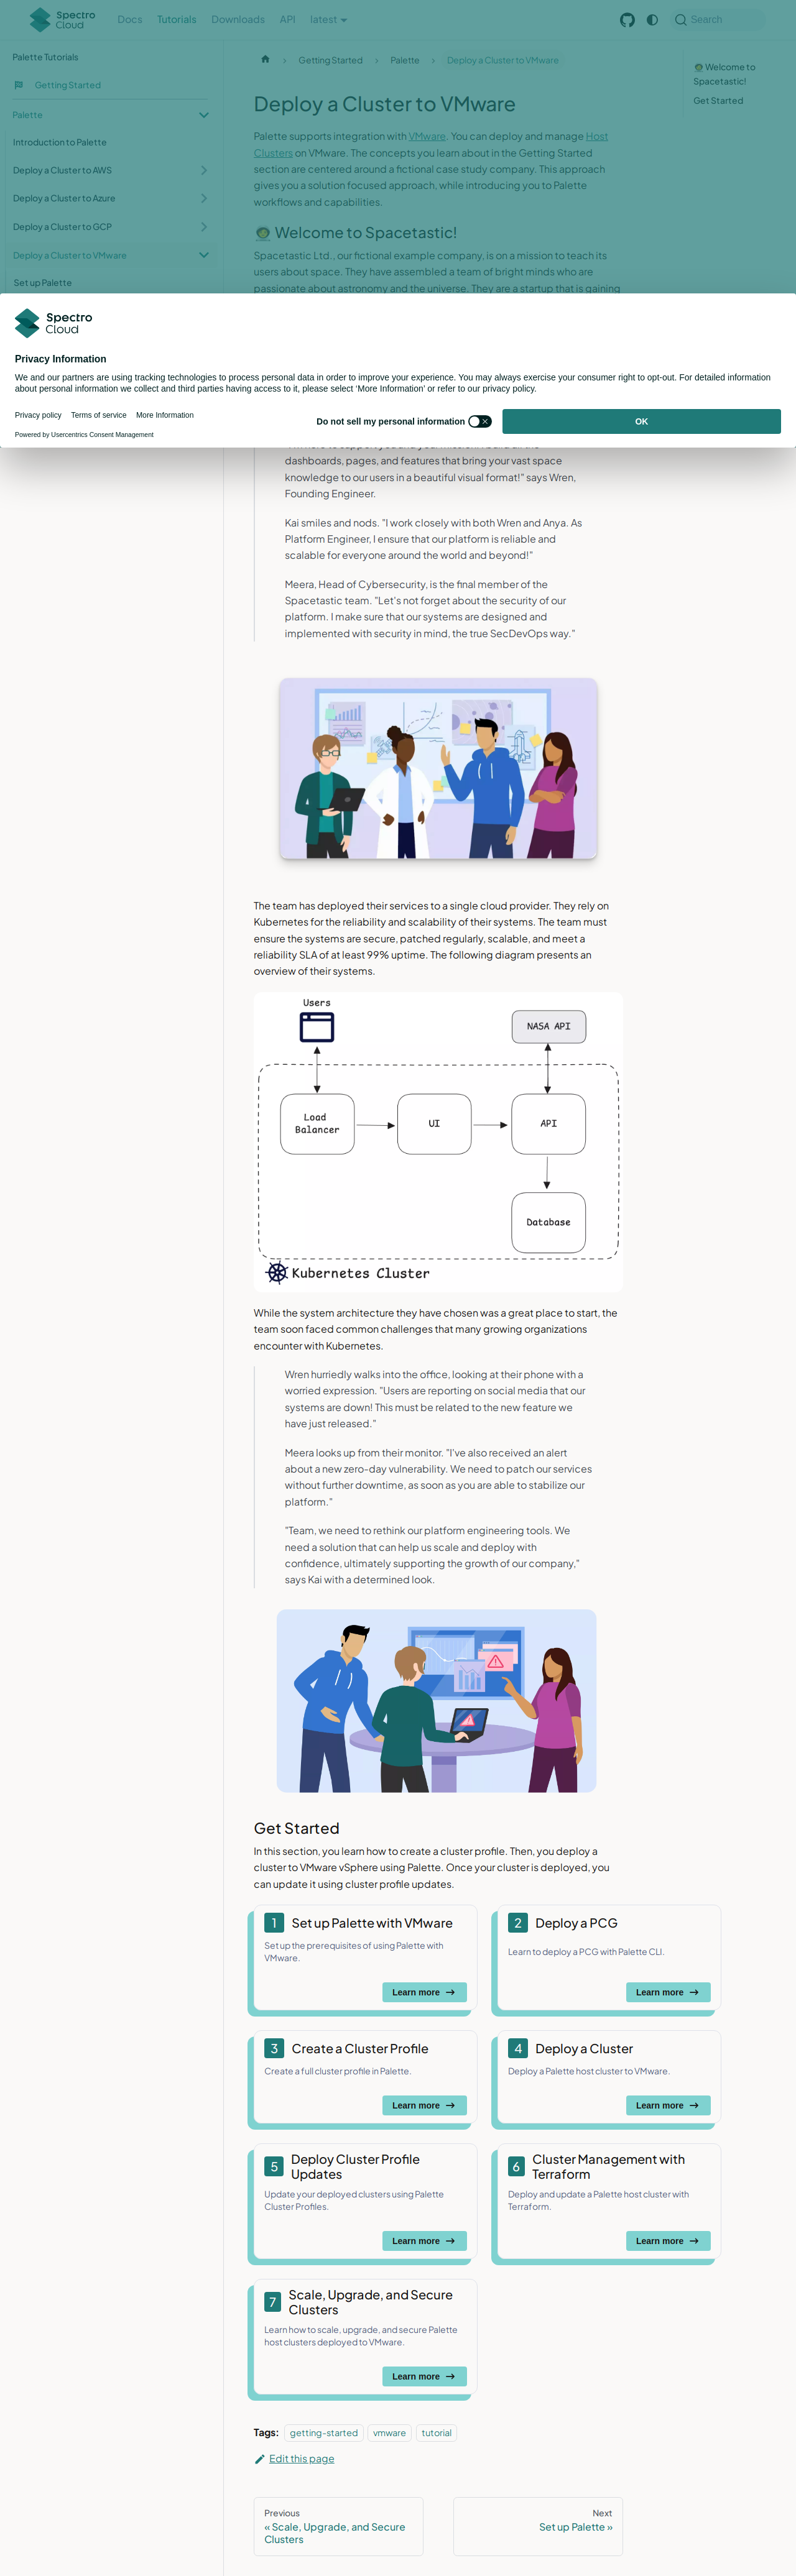 Spectro
Cloud
Docs
Tutorials
Downloads
API
latest
Search
Palette Tutorials
Getting Started
Palette
Introduction to Palette
Deploy a Cluster to AWS
Deploy a Cluster to Azure
Deploy a Cluster to GCP
Deploy a Cluster to VMware
Set up Palette
Getting Started
Palette
Deploy a Cluster to VMware
Deploy a Cluster to VMware
Palette supports integration with VMware. You can deploy and manage Host
Clusters on VMware. The concepts you learn about in the Getting Started
section are centered around a fictional case study company. This approach
gives you a solution focused approach, while introducing you to Palette
workflows and capabilities.
🧑‍🚀 Welcome to Spacetastic!
Spacetastic Ltd., our fictional example company, is on a mission to teach its
users about space. They have assembled a team of bright minds who are
passionate about astronomy and the universe. They are a startup that is gaining
🧑‍🚀 Welcome to
Spacetastic!
Get Started
Spectro
Cloud
Privacy Information
We and our partners are using tracking technologies to process personal data in order to improve your experience. You may always exercise your consumer right to opt-out. For detailed information
about personal information we collect and third parties having access to it, please select ‘More Information’ or refer to our privacy policy.
Privacy policy
Terms of service
More Information
Powered by Usercentrics Consent Management
Do not sell my personal information
OK
dashboards, pages, and features that bring your vast space
knowledge to our users in a beautiful visual format!" says Wren,
Founding Engineer.
Kai smiles and nods. "I work closely with both Wren and Anya. As
Platform Engineer, I ensure that our platform is reliable and
scalable for everyone around the world and beyond!"
Meera, Head of Cybersecurity, is the final member of the
Spacetastic team. "Let's not forget about the security of our
platform. I make sure that our systems are designed and
implemented with security in mind, the true SecDevOps way."
The team has deployed their services to a single cloud provider. They rely on
Kubernetes for the reliability and scalability of their systems. The team must
ensure the systems are secure, patched regularly, scalable, and meet a
reliability SLA of at least 99% uptime. The following diagram presents an
overview of their systems.
Users
NASA API
Load
Balancer
UI
API
Database
Kubernetes Cluster
While the system architecture they have chosen was a great place to start, the
team soon faced common challenges that many growing organizations
encounter with Kubernetes.
Wren hurriedly walks into the office, looking at their phone with a
worried expression. "Users are reporting on social media that our
systems are down! This must be related to the new feature we
have just released."
Meera looks up from their monitor. "I've also received an alert
about a new zero-day vulnerability. We need to patch our services
without further downtime, as soon as you are able to stabilize our
platform."
"Team, we need to rethink our platform engineering tools. We
need a solution that can help us scale and deploy with
confidence, ultimately supporting the growth of our company,"
says Kai with a determined look.
Get Started
In this section, you learn how to create a cluster profile. Then, you deploy a
cluster to VMware vSphere using Palette. Once your cluster is deployed, you
can update it using cluster profile updates.
1 Set up Palette with VMware
Set up the prerequisites of using Palette with
VMware.
Learn more →
2 Deploy a PCG
Learn to deploy a PCG with Palette CLI.
Learn more →
3 Create a Cluster Profile
Create a full cluster profile in Palette.
Learn more →
4 Deploy a Cluster
Deploy a Palette host cluster to VMware.
Learn more →
5 Deploy Cluster Profile
Updates
Update your deployed clusters using Palette
Cluster Profiles.
Learn more →
6 Cluster Management with
Terraform
Deploy and update a Palette host cluster with
Terraform.
Learn more →
7 Scale, Upgrade, and Secure
Clusters
Learn how to scale, upgrade, and secure Palette
host clusters deployed to VMware.
Learn more →
Tags: getting-started vmware tutorial
Edit this page
Previous
« Scale, Upgrade, and Secure
Clusters
Next
Set up Palette »